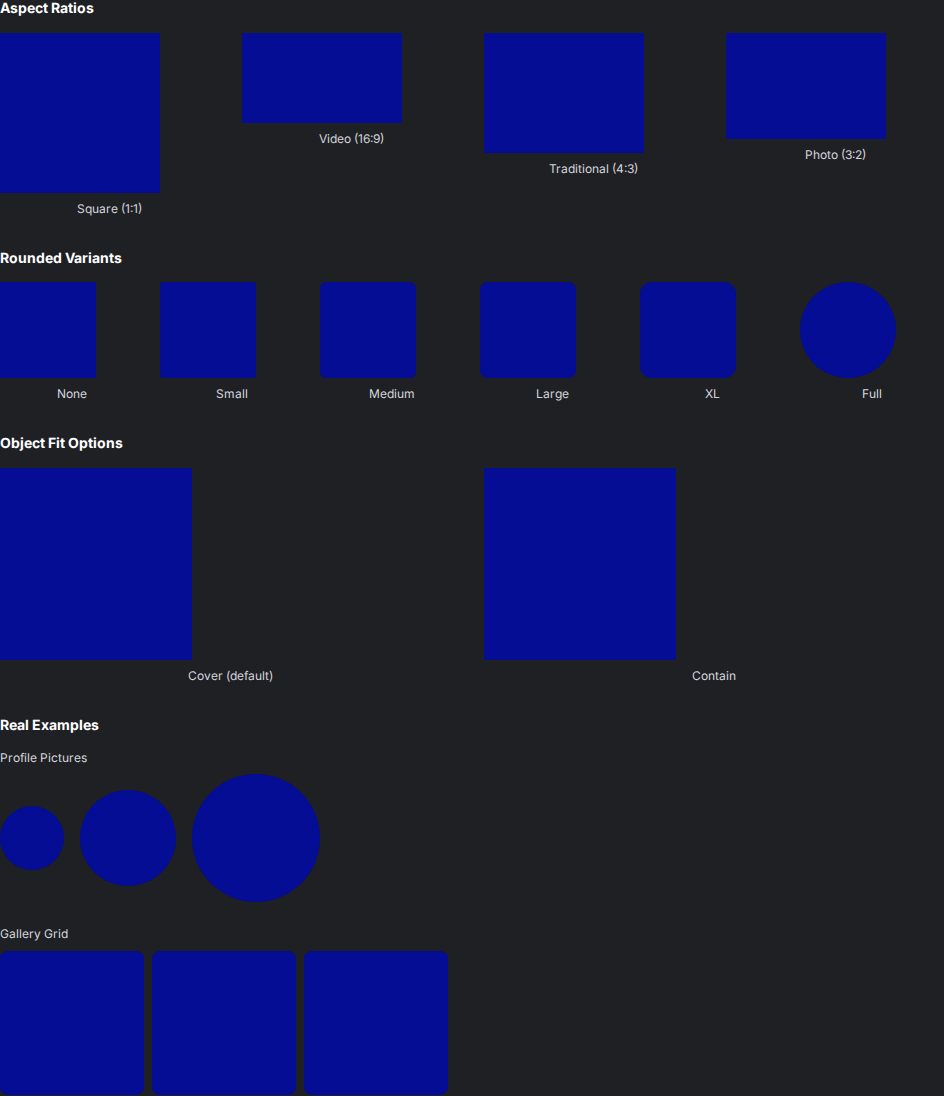 Aspect Ratios
Video (16:9)
Photo (3:2)
Traditional (4:3)
Square (1:1)
Rounded Variants
None
Small
Medium
Large
XL
Full
Object Fit Options
Cover (default)
Contain
Real Examples
Profile Pictures
Gallery Grid